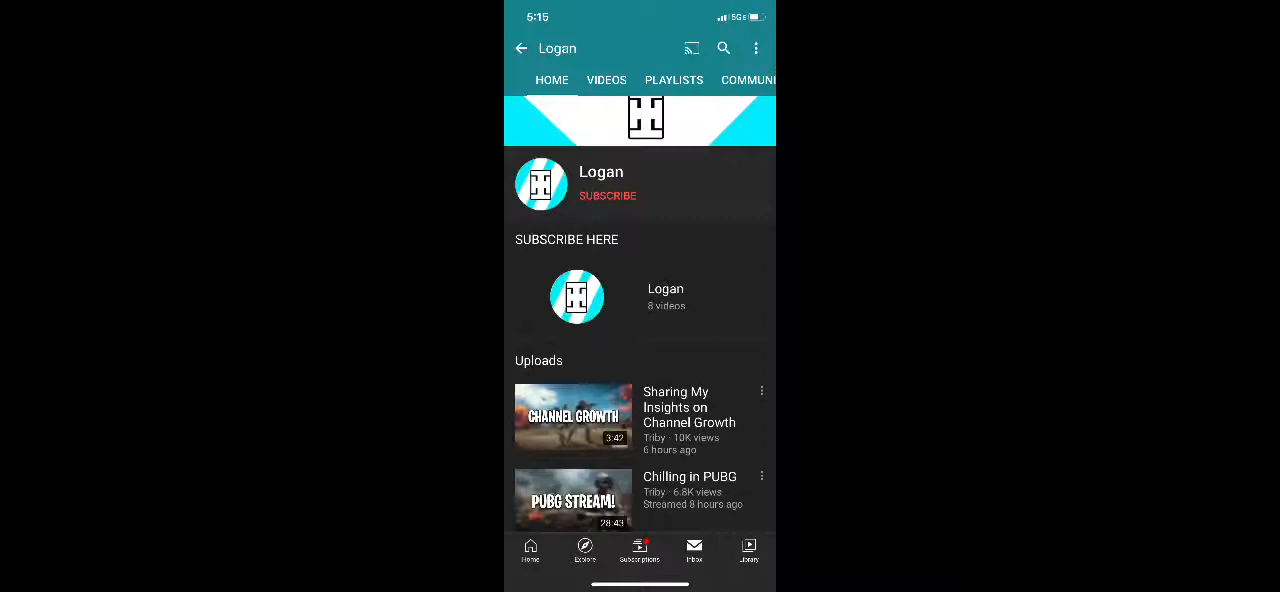 5:15
5G
Logan
HOME VIDEOS PLAYLISTS COMMUNI
Logan
SUBSCRIBE
SUBSCRIBE HERE
Logan
8 videos
Uploads
CHANNEL GROWTH
3:42
Sharing My
Insights on
Channel Growth
Triby · 10K views
6 hours ago
PUBG STREAM!
28:43
Chilling in PUBG
Triby · 6.8K views
Streamed 8 hours ago
Home Explore Subscriptions Inbox Library